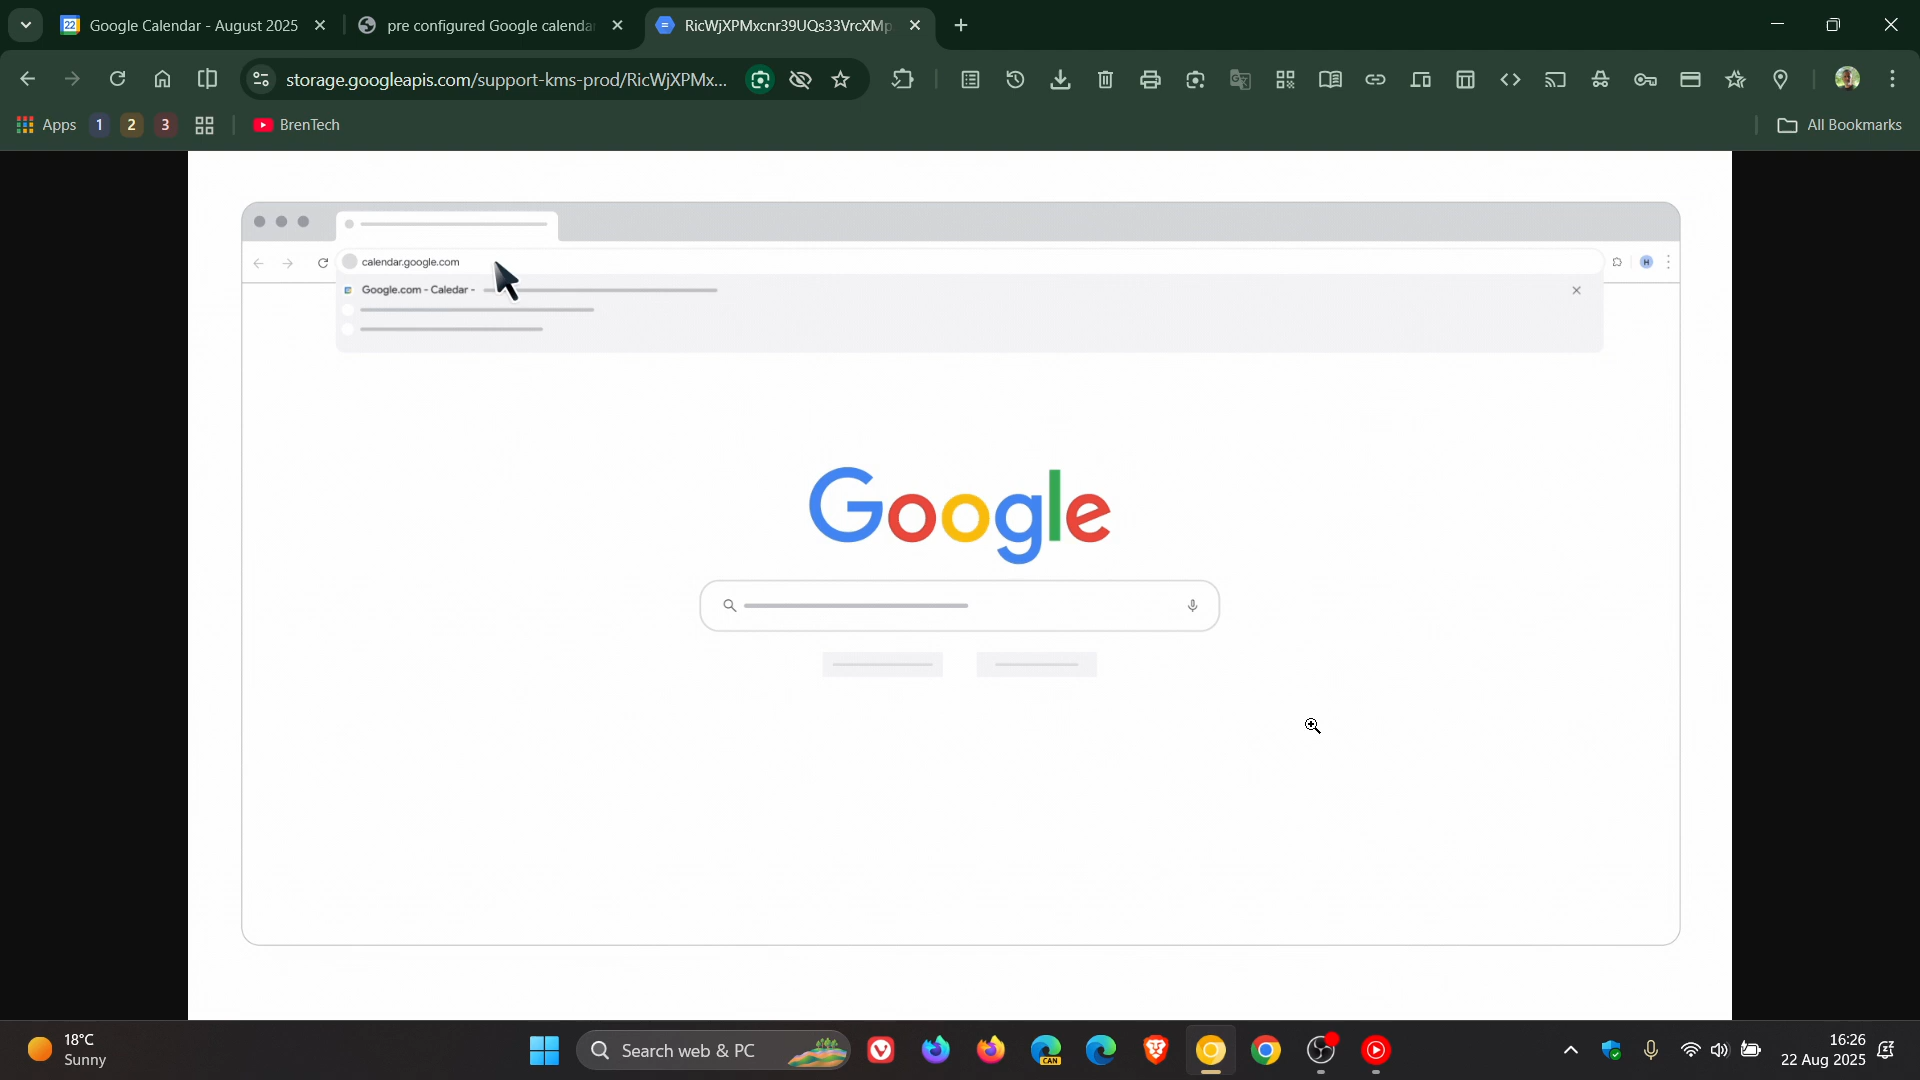 22 Google Calendar - August 2025
pre configured Google calenda
RicWjXPMxcnr39UQs33VrcXMp
storage.googleapis.com/support-kms-prod/RicWjXPMx...
Apps 1 2 3 BrenTech All Bookmarks
calendar.google.com
H
Google.com - Caledar -
Google
18°C
Sunny
Search web & PC
CAN
16:26
22 Aug 2025